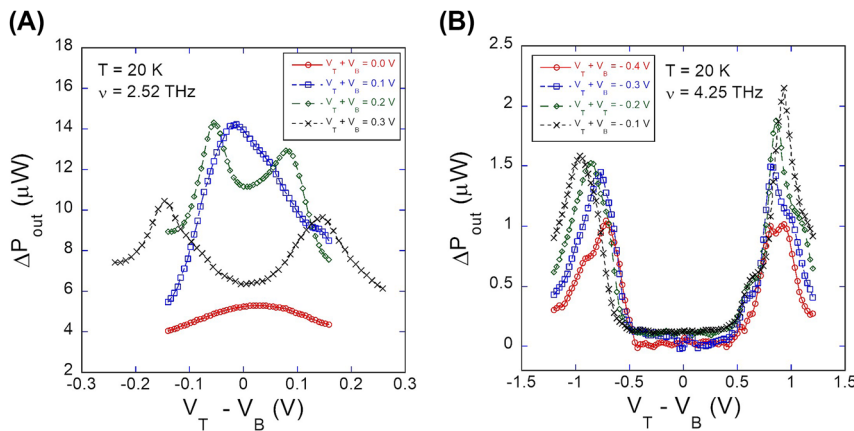 (A)
18
16
14
12
10
8
6
4
2
ΔP_out (μW)
T = 20 K
ν = 2.52 THz
V_T + V_B = 0.0 V
V_T + V_B = 0.1 V
V_T + V_B = 0.2 V
V_T + V_B = 0.3 V
-0.3 -0.2 -0.1 0 0.1 0.2 0.3
V_T - V_B (V)
(B)
2.5
2
1.5
1
0.5
0
ΔP_out (μW)
V_T + V_B = - 0.4 V
V_T + V_B = - 0.3 V
V_T + V_T = - 0.2 V
V_T + V_B = - 0.1 V
T = 20 K
ν = 4.25 THz
-1.5 -1 -0.5 0 0.5 1 1.5
V_T - V_B (V)